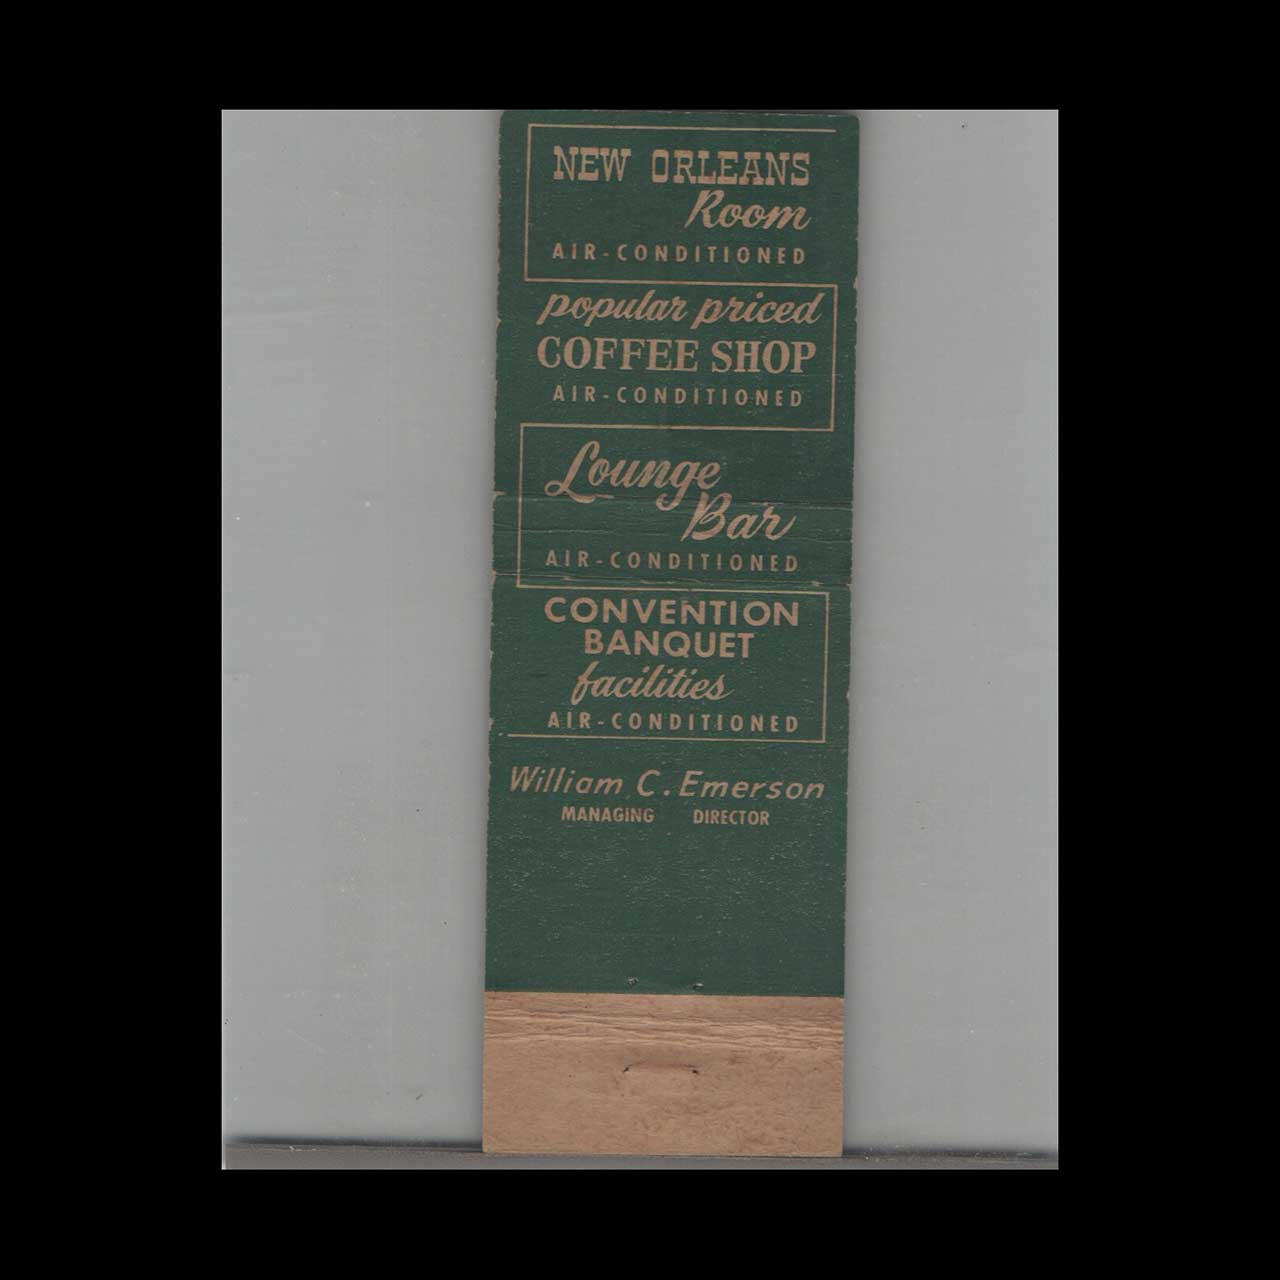 NEW ORLEANS
Room
AIR-CONDITIONED
popular priced
COFFEE SHOP
AIR-CONDITIONED
Lounge
Bar
AIR-CONDITIONED
CONVENTION
BANQUET
facilities
AIR-CONDITIONED
William C. Emerson
MANAGING DIRECTOR